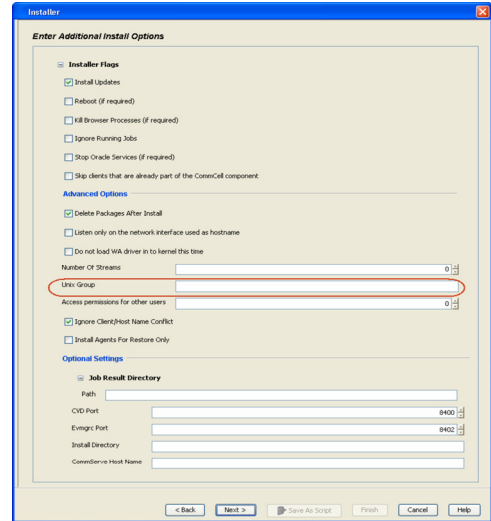 Installer
Enter Additional Install Options
Installer Flags
Install Updates
Reboot (if required)
Kill Browser Processes (if required)
Ignore Running Jobs
Stop Oracle Services (if required)
Skip clients that are already part of the CommCell component
Advanced Options
Delete Packages After Install
Listen only on the network interface used as hostname
Do not load WA driver in to kernel this time
Number Of Streams 0
Unix Group
Access permissions for other users 0
Ignore Client/Host Name Conflict
Install Agents For Restore Only
Optional Settings
Job Result Directory
Path
CVD Port 8400
Evmgrc Port 8402
Install Directory
CommServe Host Name
< Back Next > Save As Script Finish Cancel Help